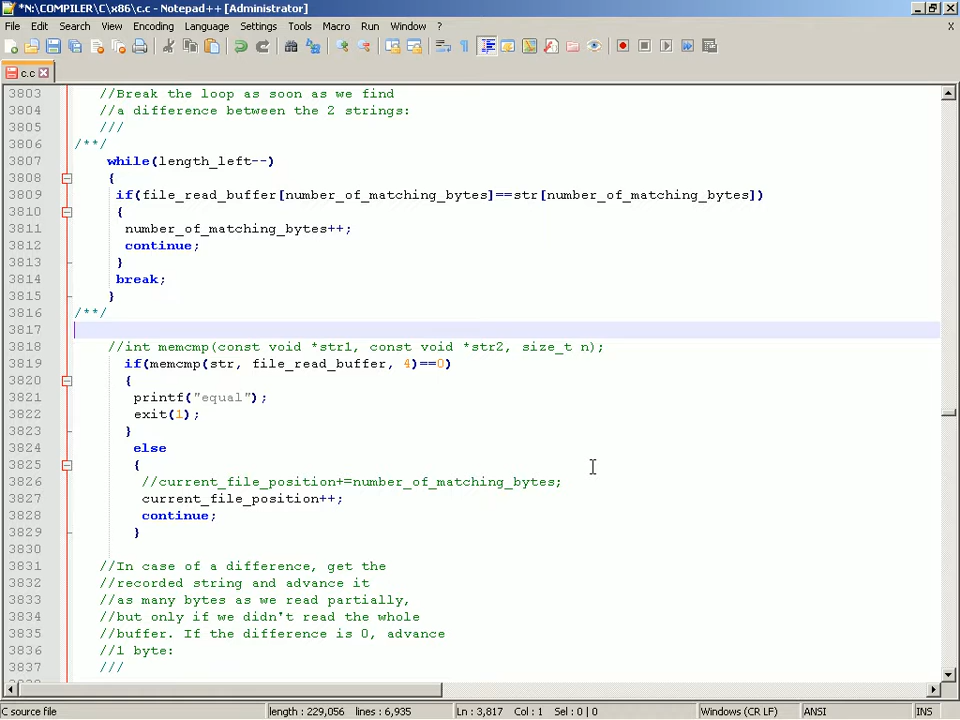 *N:\COMPILER\C\x86\c.c - Notepad++ [Administrator]
File Edit Search View Encoding Language Settings Tools Macro Run Window ? X
c.c
3803 //Break the loop as soon as we find
3804 //a difference between the 2 strings:
3805 ///
3806 /**/
3807 while(length_left--)
3808 {
3809 if(file_read_buffer[number_of_matching_bytes]==str[number_of_matching_bytes])
3810 {
3811 number_of_matching_bytes++;
3812 continue;
3813 }
3814 break;
3815 }
3816 /**/
3817
3818 //int memcmp(const void *str1, const void *str2, size_t n);
3819 if(memcmp(str, file_read_buffer, 4)==0)
3820 {
3821 printf("equal");
3822 exit(1);
3823 }
3824 else
3825 {
3826 //current_file_position+=number_of_matching_bytes;
3827 current_file_position++;
3828 continue;
3829 }
3830
3831 //In case of a difference, get the
3832 //recorded string and advance it
3833 //as many bytes as we read partially,
3834 //but only if we didn't read the whole
3835 //buffer. If the difference is 0, advance
3836 //1 byte:
3837 ///
C source file length : 229,056 lines : 6,935 Ln : 3,817 Col : 1 Sel : 0 | 0 Windows (CR LF) ANSI INS